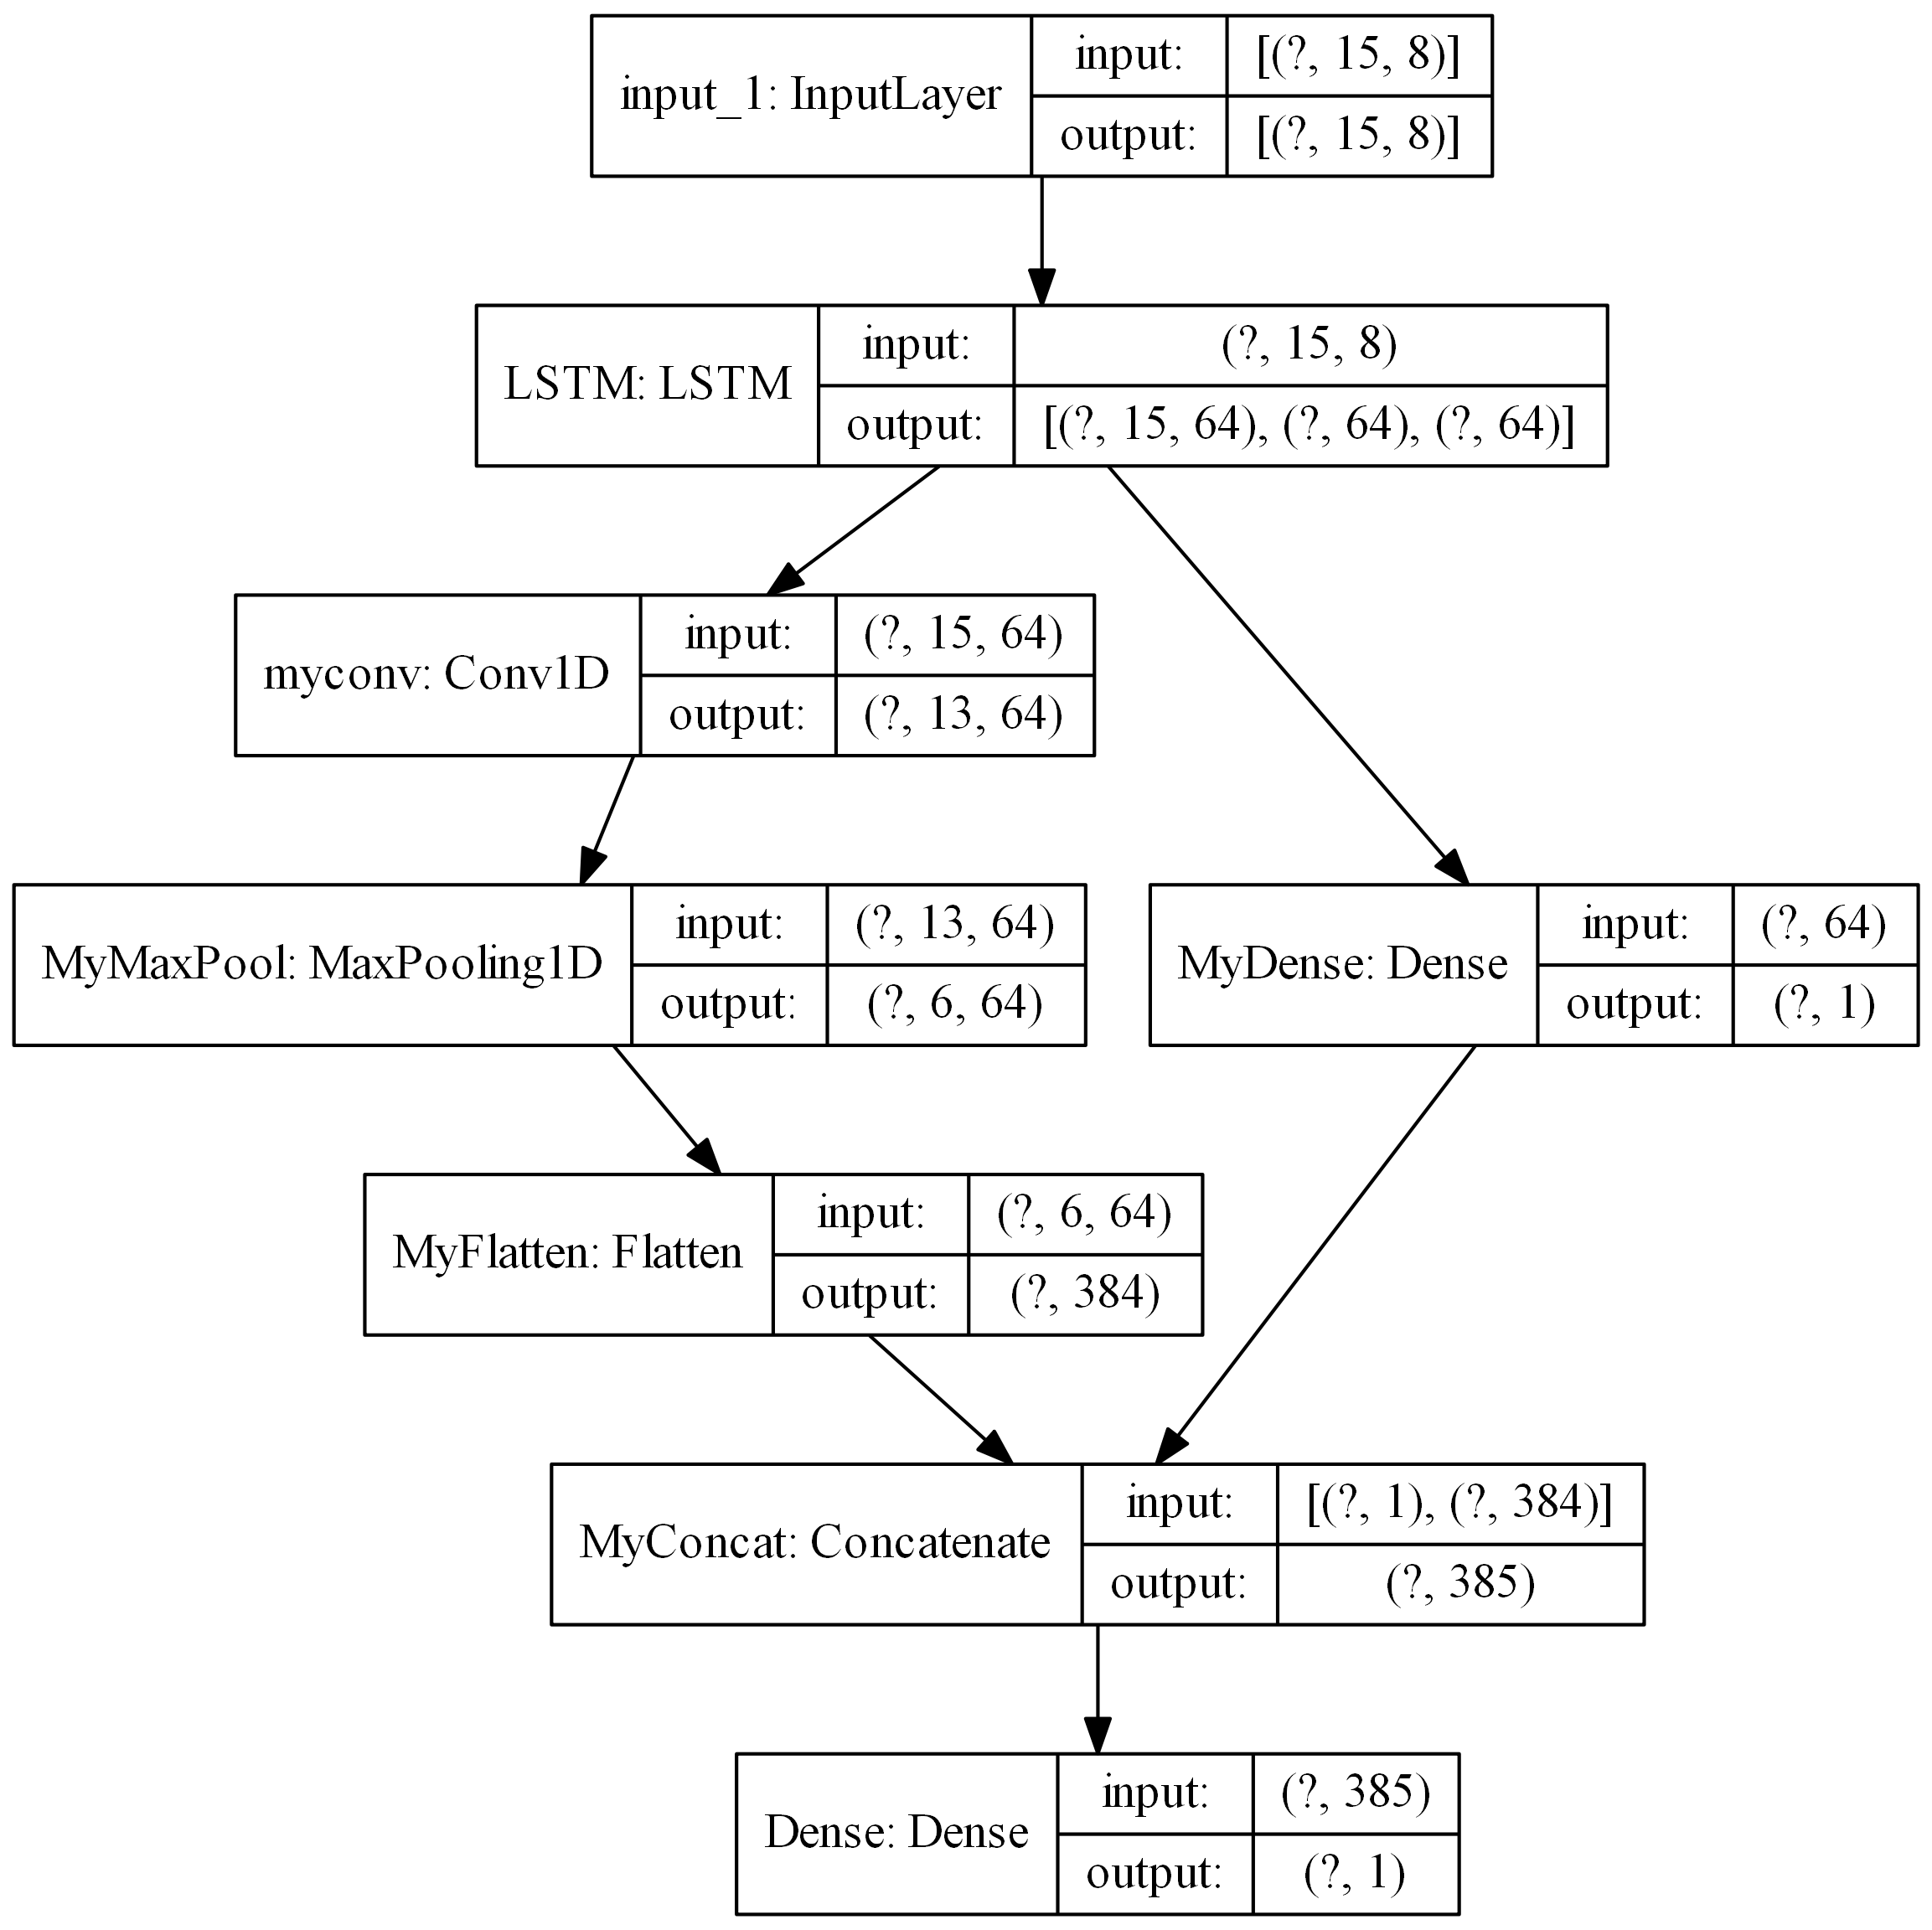 input_1: InputLayer
input: [(?, 15, 8)]
output: [(?, 15, 8)]
LSTM: LSTM
input: (?, 15, 8)
output: [(?, 15, 64), (?, 64), (?, 64)]
myconv: Conv1D
input: (?, 15, 64)
output: (?, 13, 64)
MyMaxPool: MaxPooling1D
input: (?, 13, 64)
output: (?, 6, 64)
MyDense: Dense
input: (?, 64)
output: (?, 1)
MyFlatten: Flatten
input: (?, 6, 64)
output: (?, 384)
MyConcat: Concatenate
input: [(?, 1), (?, 384)]
output: (?, 385)
Dense: Dense
input: (?, 385)
output: (?, 1)